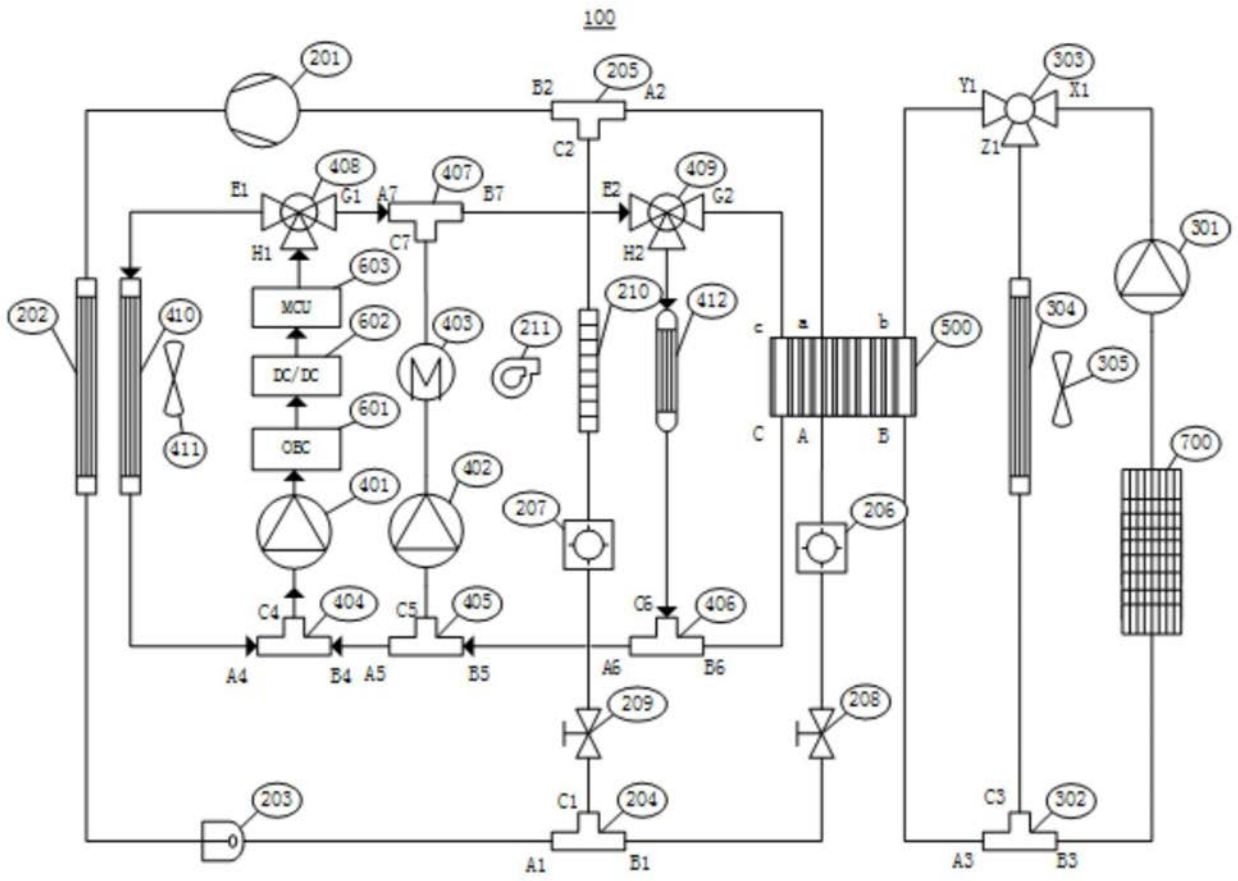 100
201
205
303
B2
A2
Y1
X1
C2
Z1
408
407
409
E1
G1
A7
B7
E2
G2
301
H1
C7
H2
603
MCU
202
410
602
403
211
210
412
c
a
b
500
304
DC/DC
305
601
411
OBC
C
A
B
700
401
402
207
206
C4
404
C5
405
C6
406
A4
B4
A5
B5
A6
B6
209
208
203
C1
204
C3
302
A1
B1
A3
B3